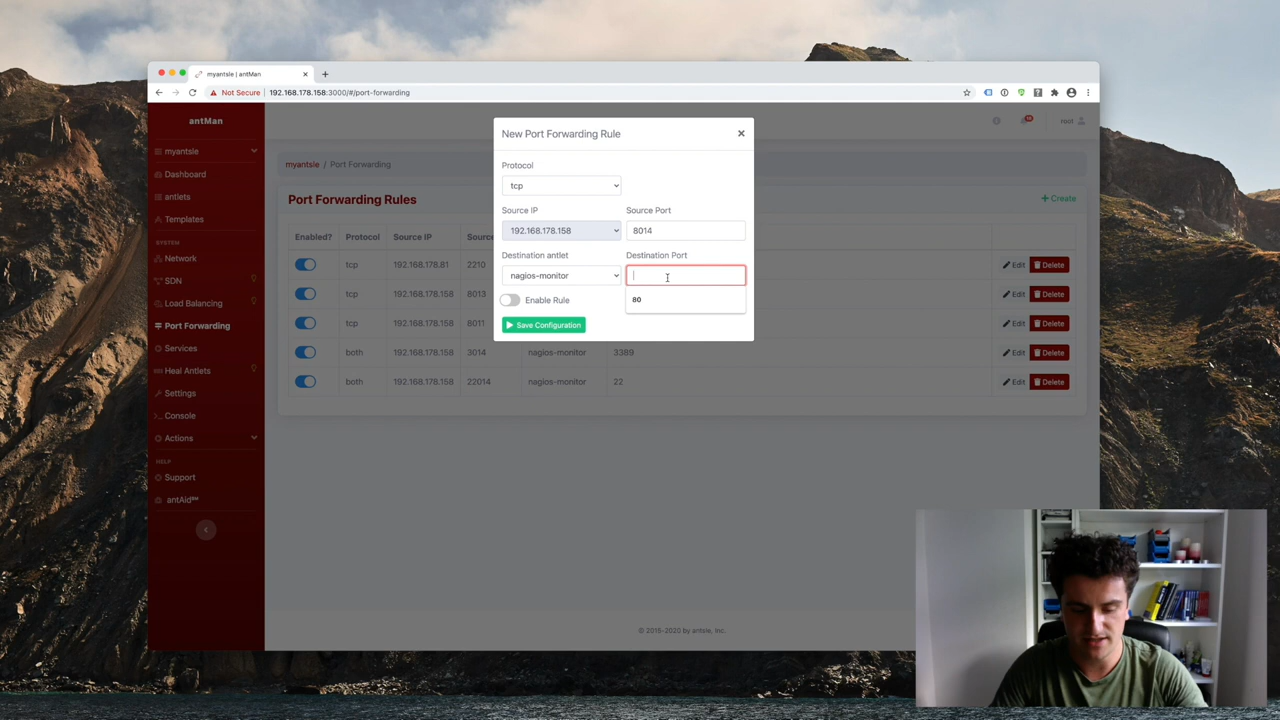 myantsle | antMan
Not Secure | 192.168.178.158:3000/#/port-forwarding
antMan
root
myantsle
myantsle / Port Forwarding
Dashboard
antlets
Templates
SYSTEM
Network
SDN
Load Balancing
Port Forwarding
Services
Heal Antlets
Settings
Console
Actions
HELP
Support
antAid℠
Port Forwarding Rules
Create
Enabled? Protocol Source IP
tcp 192.168.178.81 2210 Edit Delete
tcp 192.168.178.158 8013 Edit Delete
tcp 192.168.178.158 8011 Edit Delete
both 192.168.178.158 3014 nagios-monitor 3389 Edit Delete
both 192.168.178.158 22014 nagios-monitor 22 Edit Delete
New Port Forwarding Rule
Protocol
tcp
Source IP Source Port
192.168.178.158 8014
Destination antlet Destination Port
nagios-monitor
80
Enable Rule
Save Configuration
© 2015-2020 by antsle, Inc.